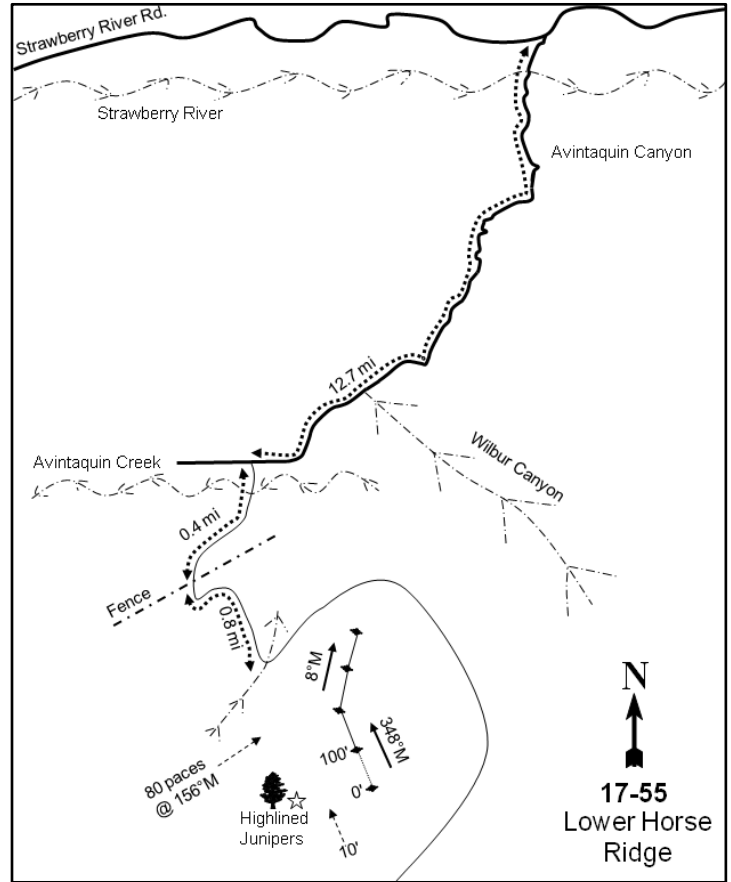 Strawberry River Rd.
Strawberry River
Avintaquin Canyon
12.7 mi
Avintaquin Creek
Wilbur Canyon
0.4 mi
Fence
0.8 mi
8°M
348°M
100'
0'
80 paces
@ 156°M
Highlined
Junipers
10'
N
17-55
Lower Horse
Ridge